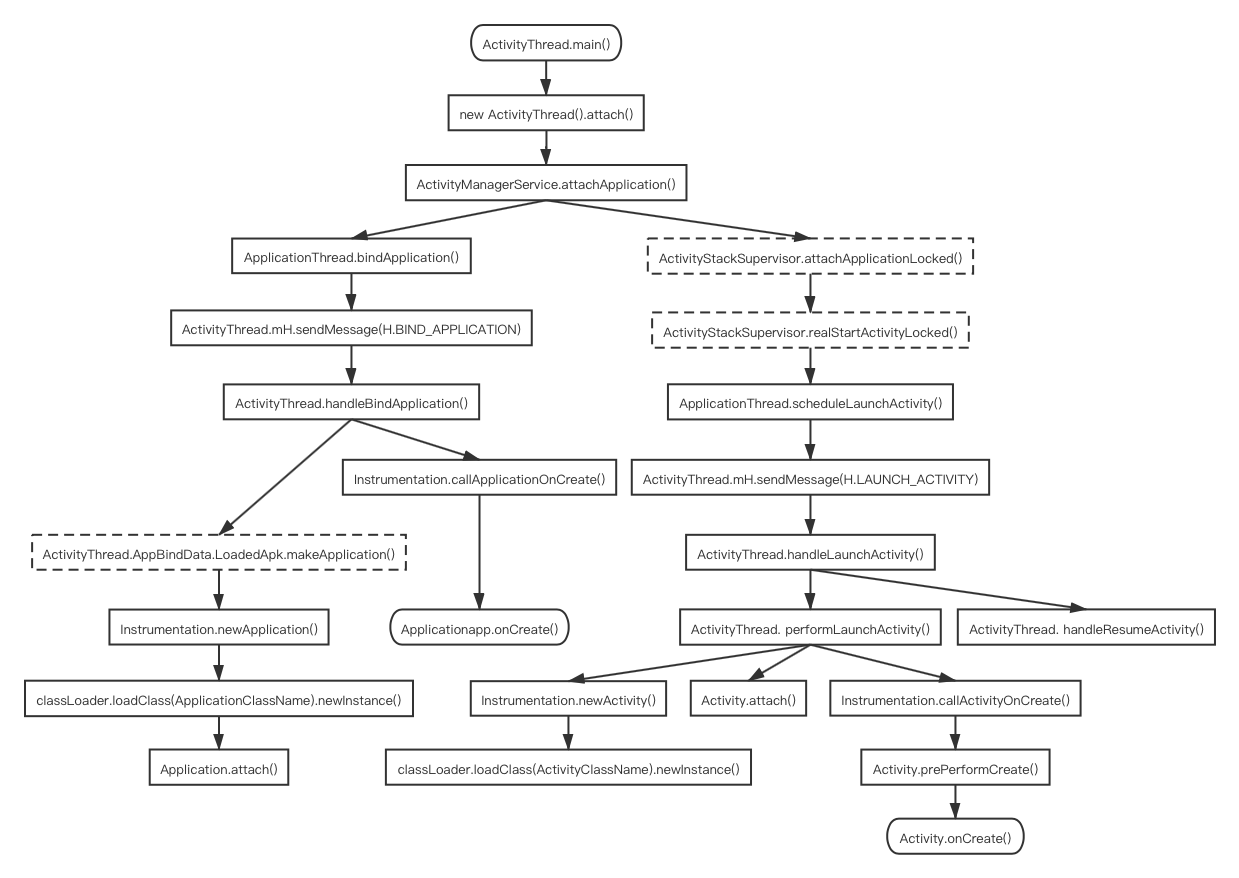 ActivityThread.main()
new ActivityThread().attach()
ActivityManagerService.attachApplication()
ApplicationThread.bindApplication()
ActivityStackSupervisor.attachApplicationLocked()
ActivityThread.mH.sendMessage(H.BIND_APPLICATION)
ActivityStackSupervisor.realStartActivityLocked()
ActivityThread.handleBindApplication()
ApplicationThread.scheduleLaunchActivity()
Instrumentation.callApplicationOnCreate()
ActivityThread.mH.sendMessage(H.LAUNCH_ACTIVITY)
ActivityThread.AppBindData.LoadedApk.makeApplication()
ActivityThread.handleLaunchActivity()
Instrumentation.newApplication()
Applicationapp.onCreate()
ActivityThread. performLaunchActivity()
ActivityThread. handleResumeActivity()
classLoader.loadClass(ApplicationClassName).newInstance()
Instrumentation.newActivity()
Activity.attach()
Instrumentation.callActivityOnCreate()
Application.attach()
classLoader.loadClass(ActivityClassName).newInstance()
Activity.prePerformCreate()
Activity.onCreate()